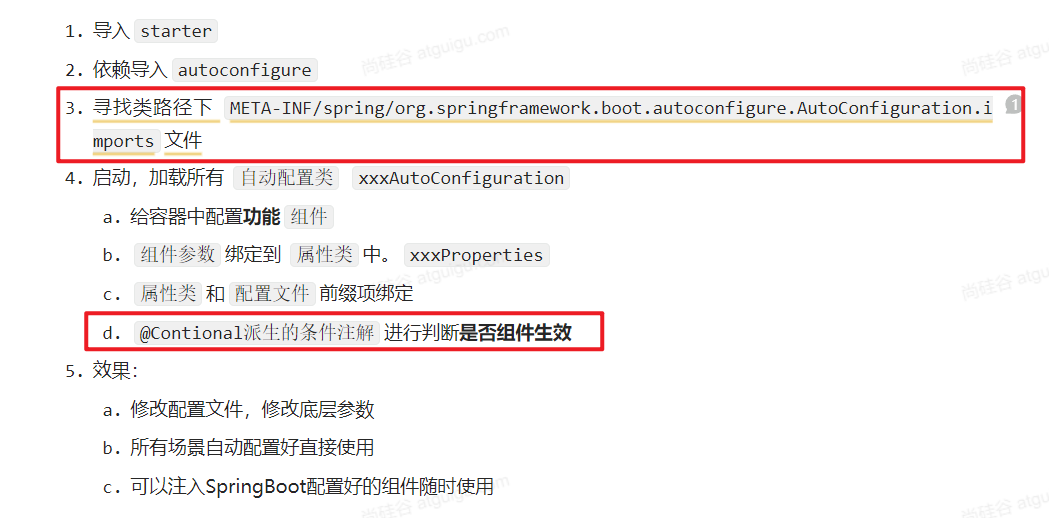 1. 导入 starter
2. 依赖导入 autoconfigure
3. 寻找类路径下 META-INF/spring/org.springframework.boot.autoconfigure.AutoConfiguration.i
mports 文件
1
4. 启动，加载所有 自动配置类 xxxAutoConfiguration
a. 给容器中配置功能 组件
b. 组件参数 绑定到 属性类 中。 xxxProperties
c. 属性类 和 配置文件 前缀项绑定
d. @Contional派生的条件注解 进行判断是否组件生效
5. 效果：
a. 修改配置文件，修改底层参数
b. 所有场景自动配置好直接使用
c. 可以注入SpringBoot配置好的组件随时使用
尚硅谷 atguigu.com